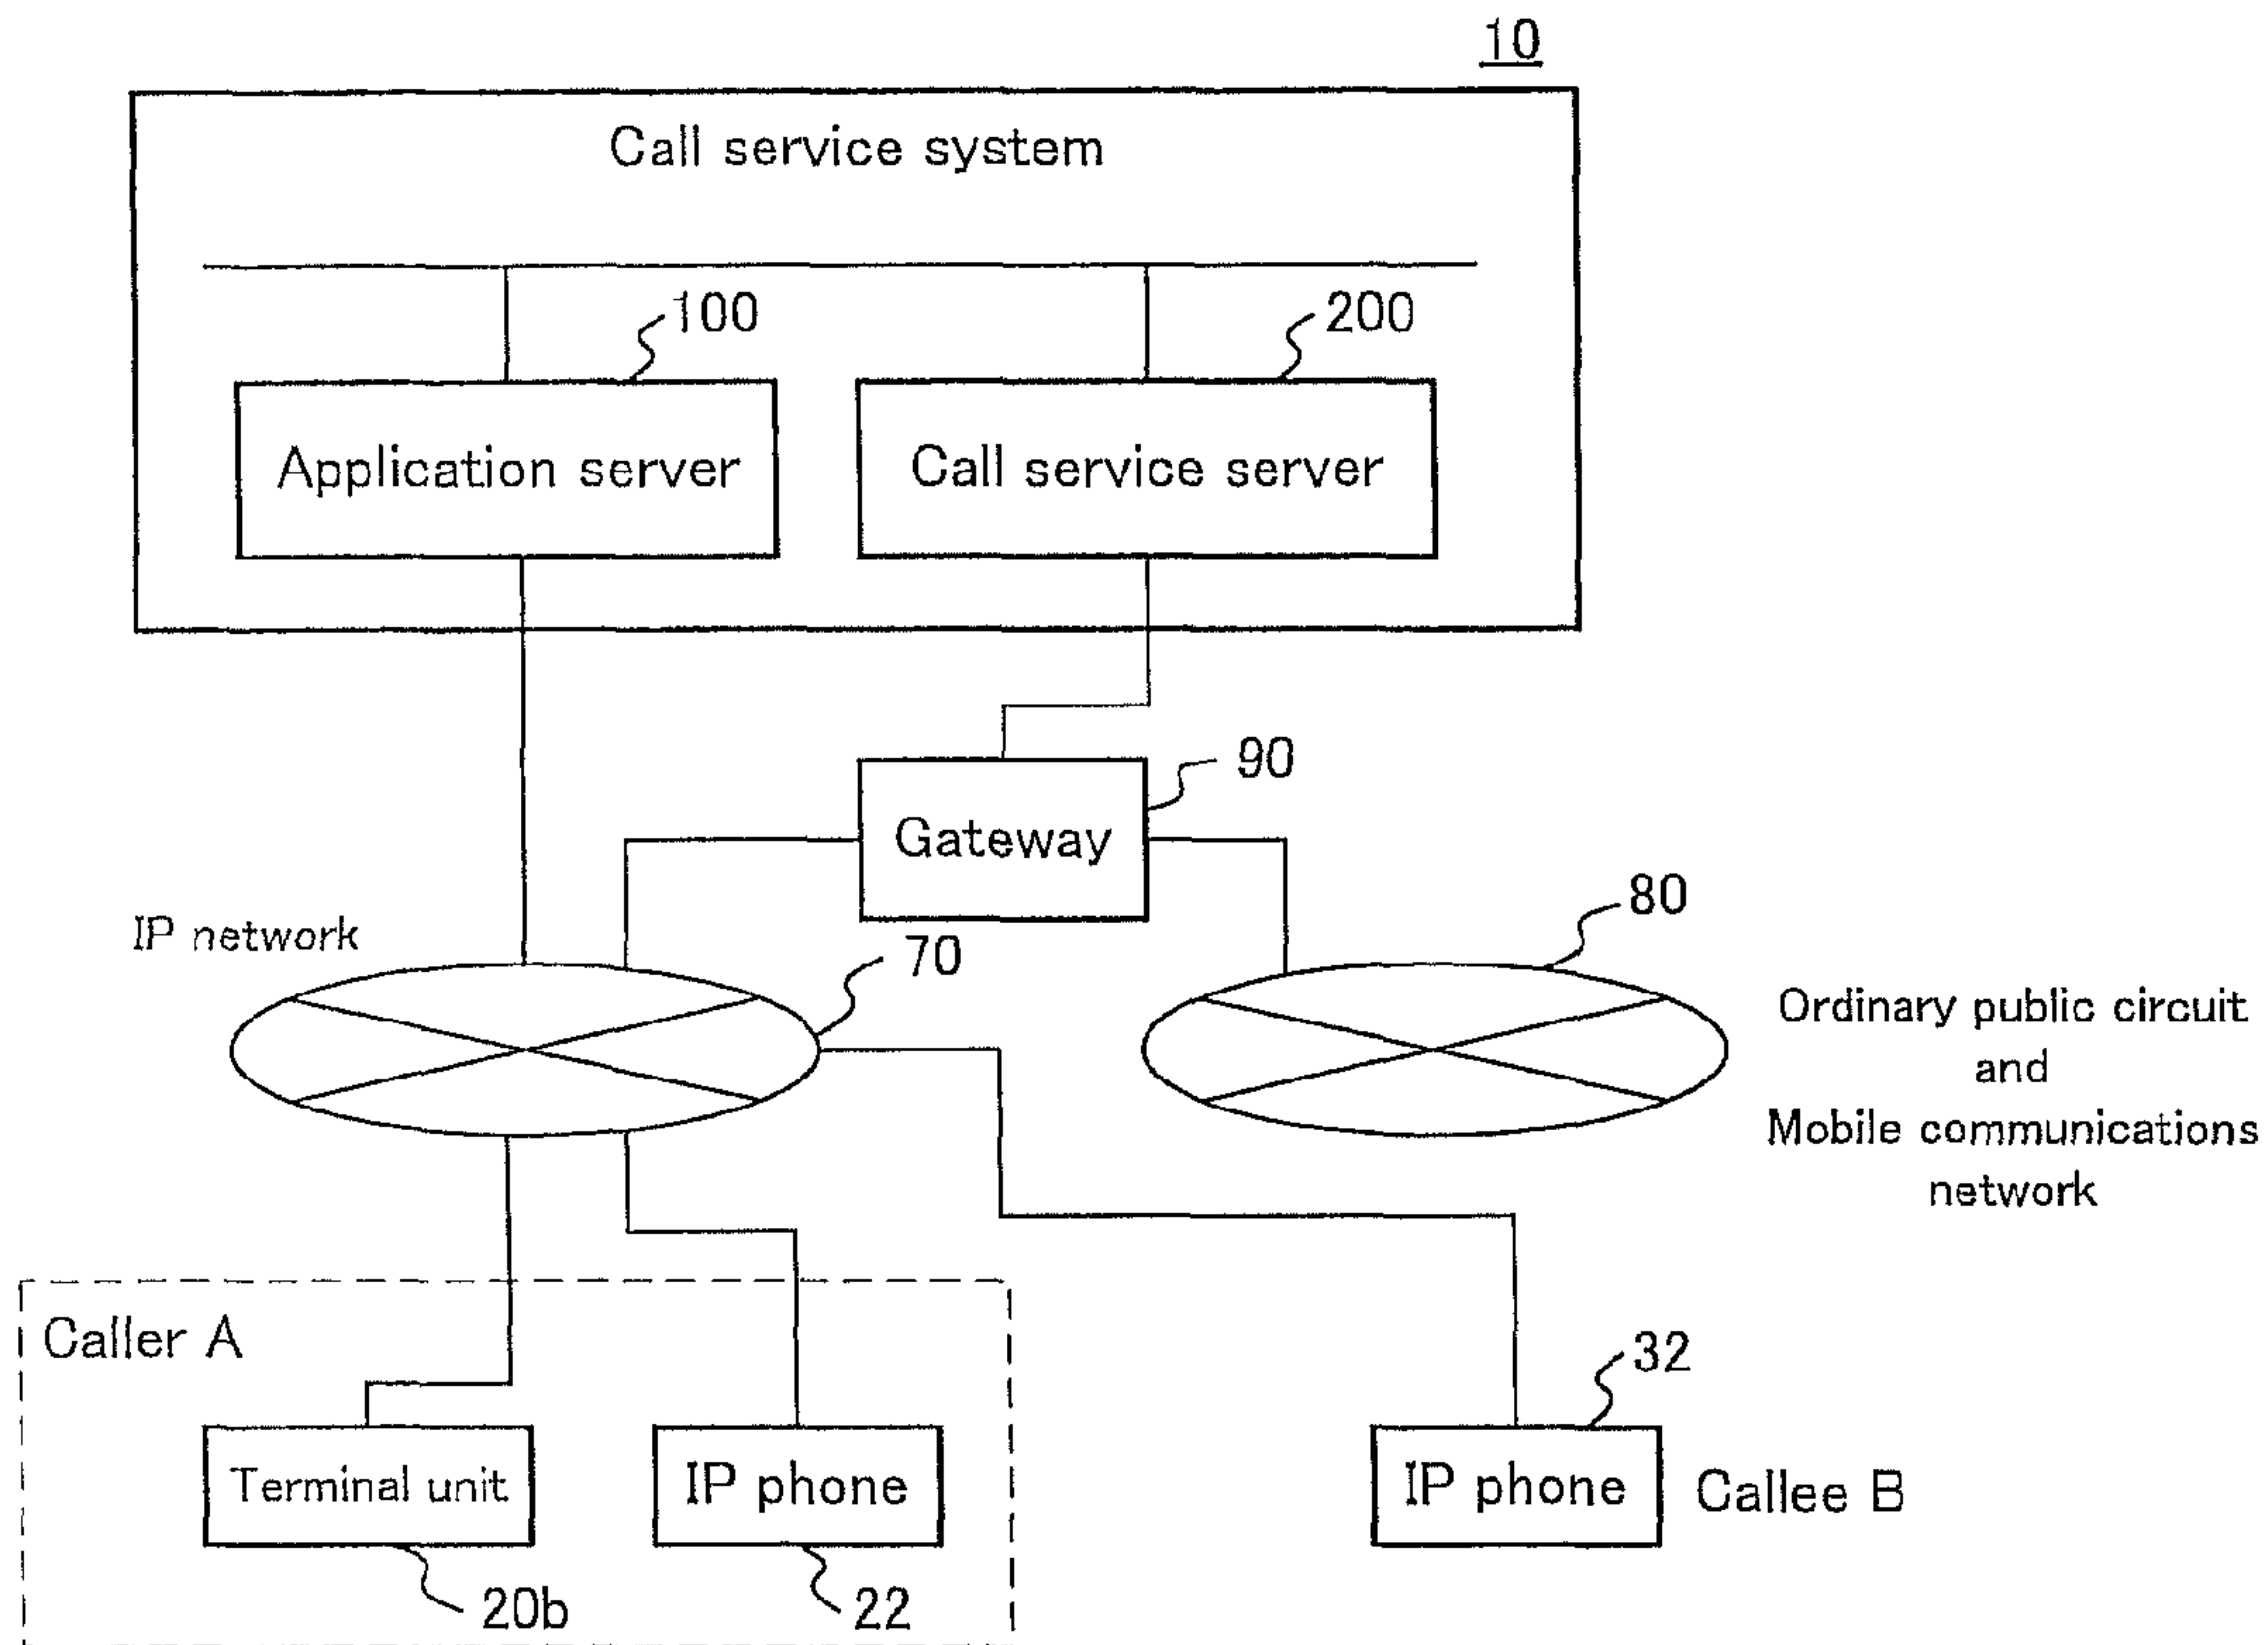 10
Call service system
100
200
Application server
Call service server
90
Gateway
80
IP network
70
Ordinary public circuit
and
Mobile communications
network
Caller A
32
Terminal unit
IP phone
IP phone
Callee B
20b
22